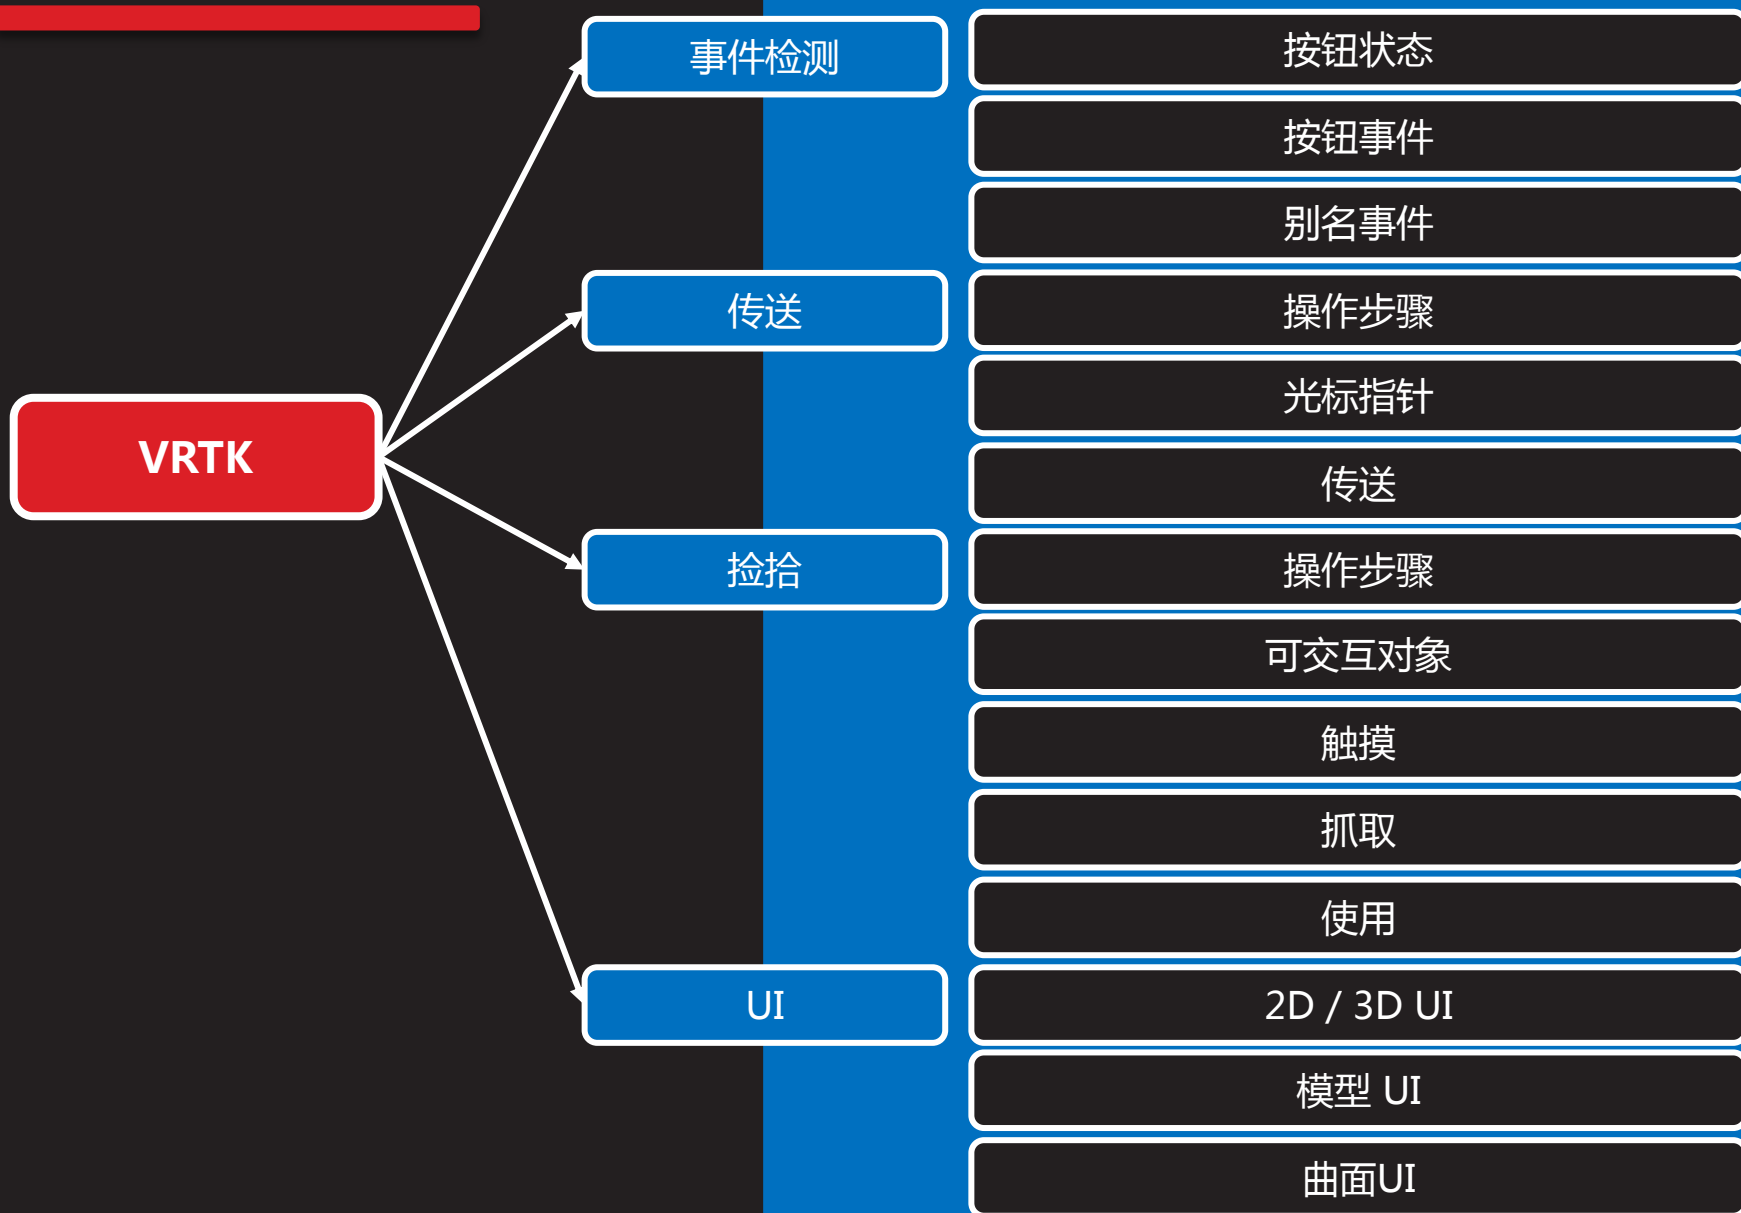 VRTK
事件检测
按钮状态
按钮事件
别名事件
传送
操作步骤
光标指针
传送
捡拾
操作步骤
可交互对象
触摸
抓取
使用
UI
2D / 3D UI
模型 UI
曲面UI